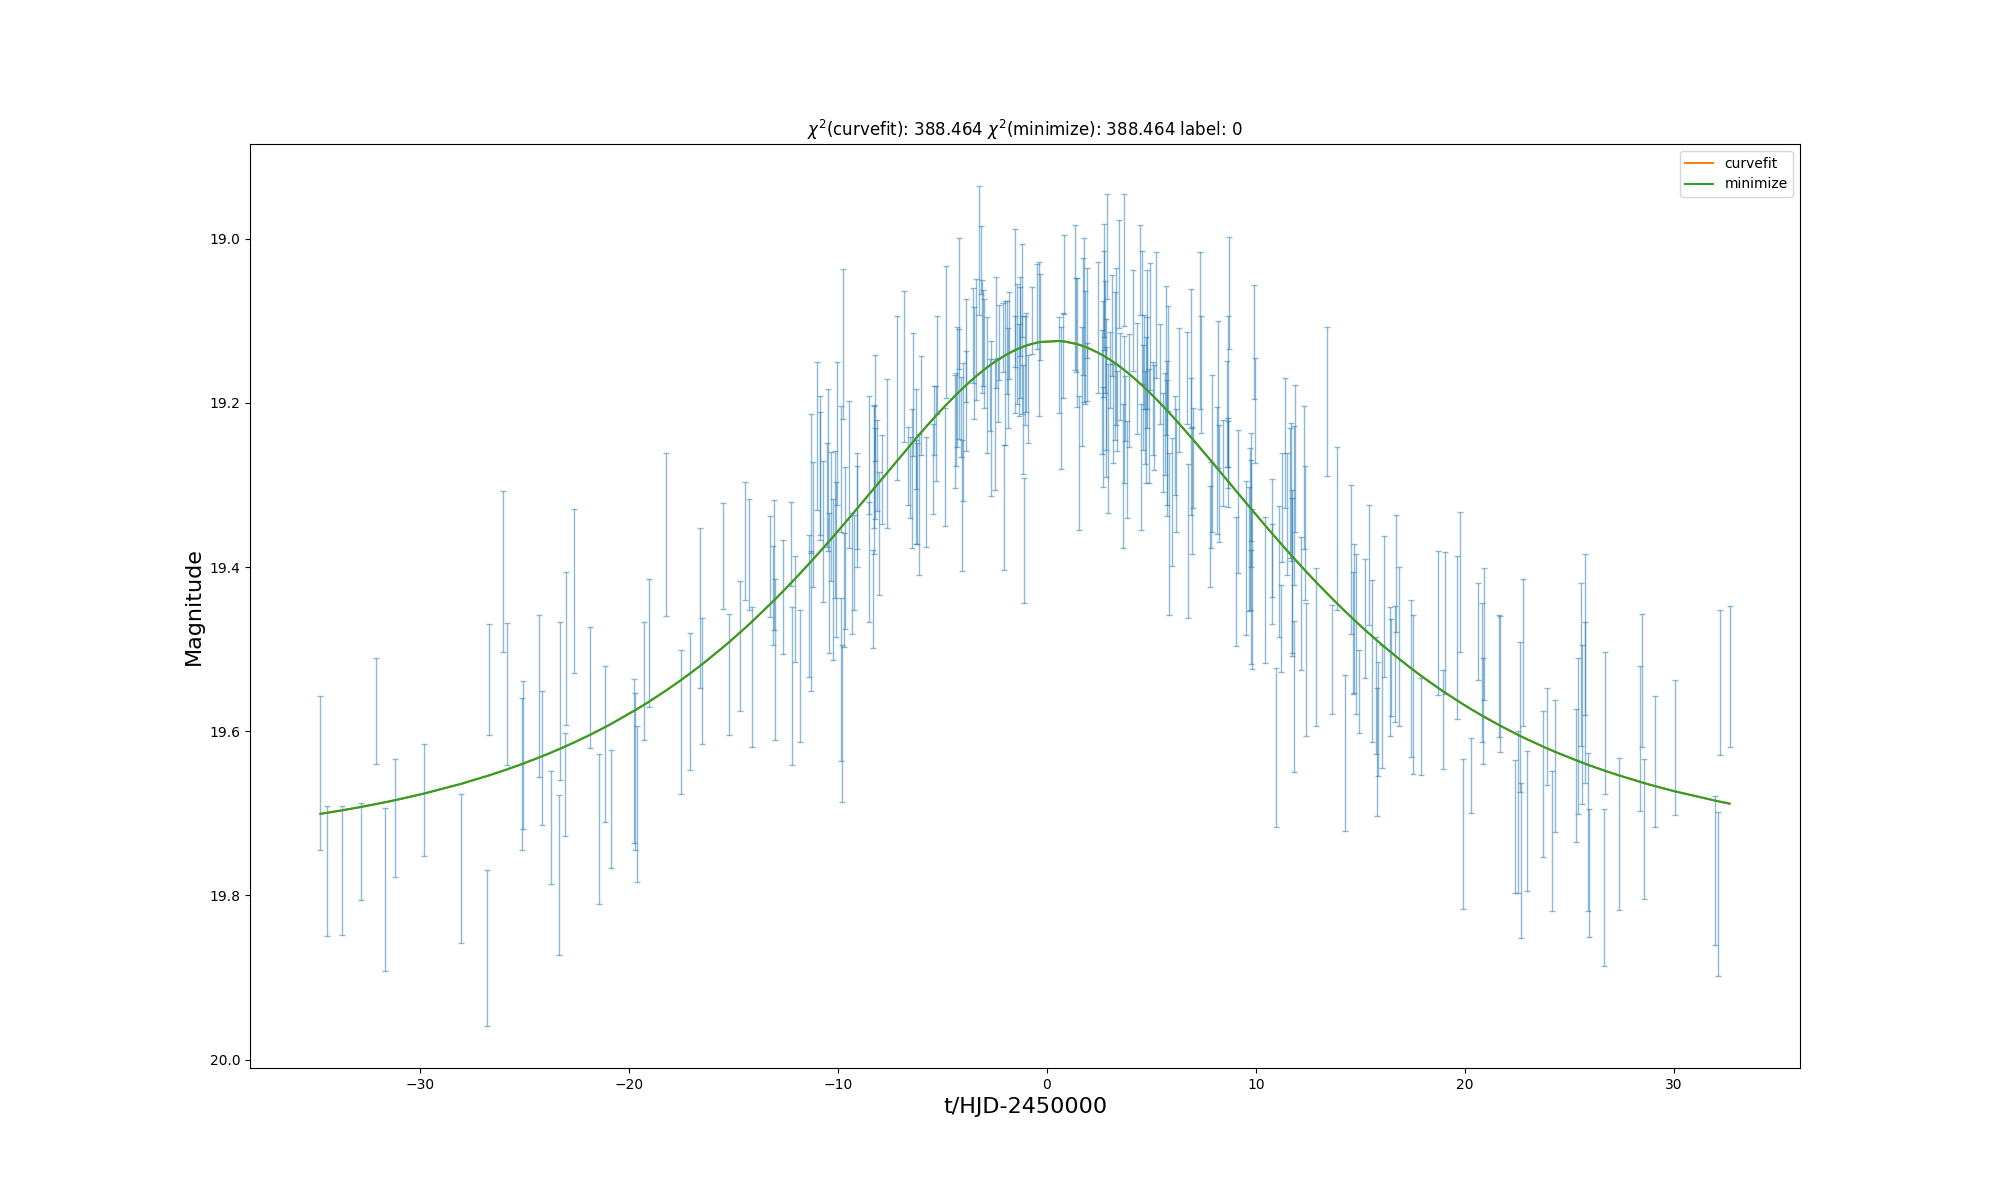 χ²(curvefit): 388.464 χ²(minimize): 388.464 label: 0
curvefit
minimize
19.0
19.2
19.4
19.6
19.8
20.0
Magnitude
−30 −20 −10 0 10 20 30
t/HJD-2450000